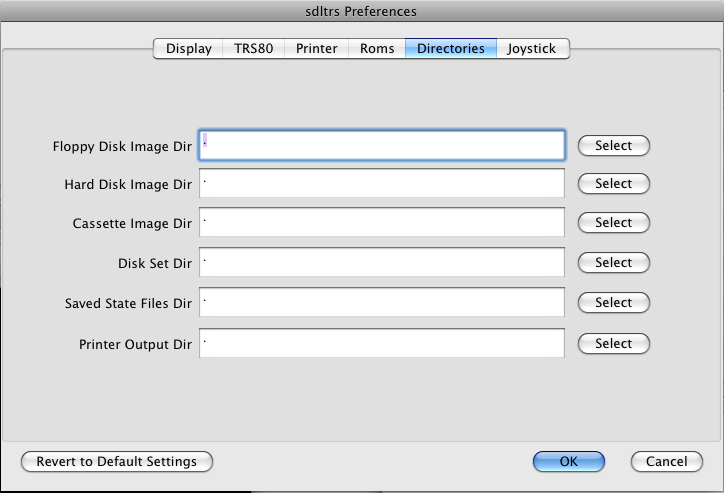 sdltrs Preferences
Display TRS80 Printer Roms Directories Joystick
Floppy Disk Image Dir . Select
Hard Disk Image Dir . Select
Cassette Image Dir . Select
Disk Set Dir . Select
Saved State Files Dir . Select
Printer Output Dir . Select
Revert to Default Settings OK Cancel